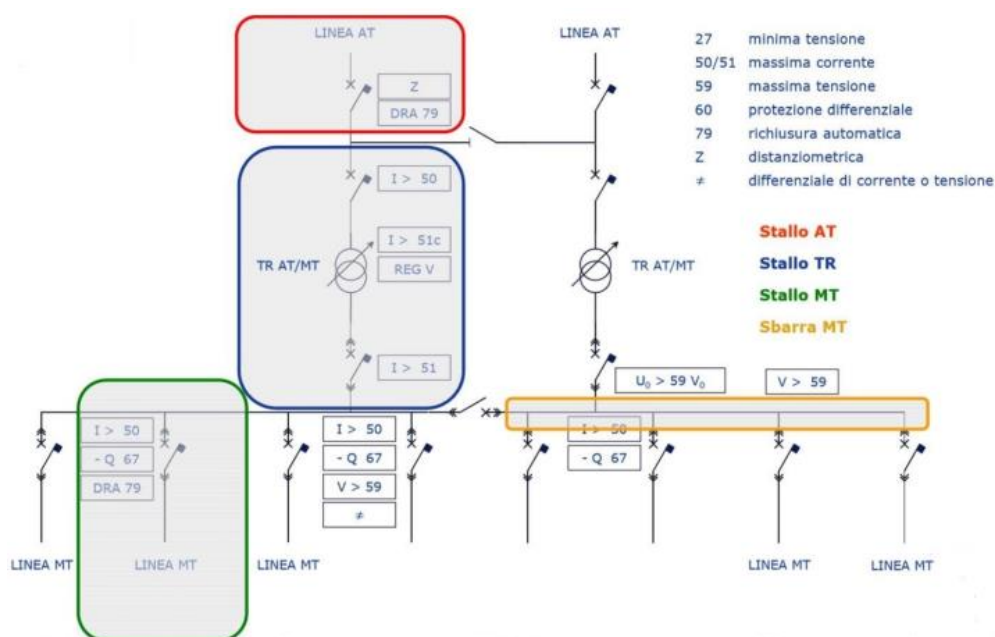 LINEA AT
LINEA AT
Z
DRA 79
27 minima tensione
50/51 massima corrente
59 massima tensione
60 protezione differenziale
79 richiusura automatica
Z distanziometrica
≠ differenziale di corrente o tensione
I > 50
I > 51c
REG V
TR AT/MT
TR AT/MT
I > 51
Stallo AT
Stallo TR
Stallo MT
Sbarra MT
U₀ > 59 V₀
V > 59
I > 50
- Q 67
DRA 79
I > 50
- Q 67
V > 59
≠
I > 50
- Q 67
LINEA MT
LINEA MT
LINEA MT
LINEA MT
LINEA MT